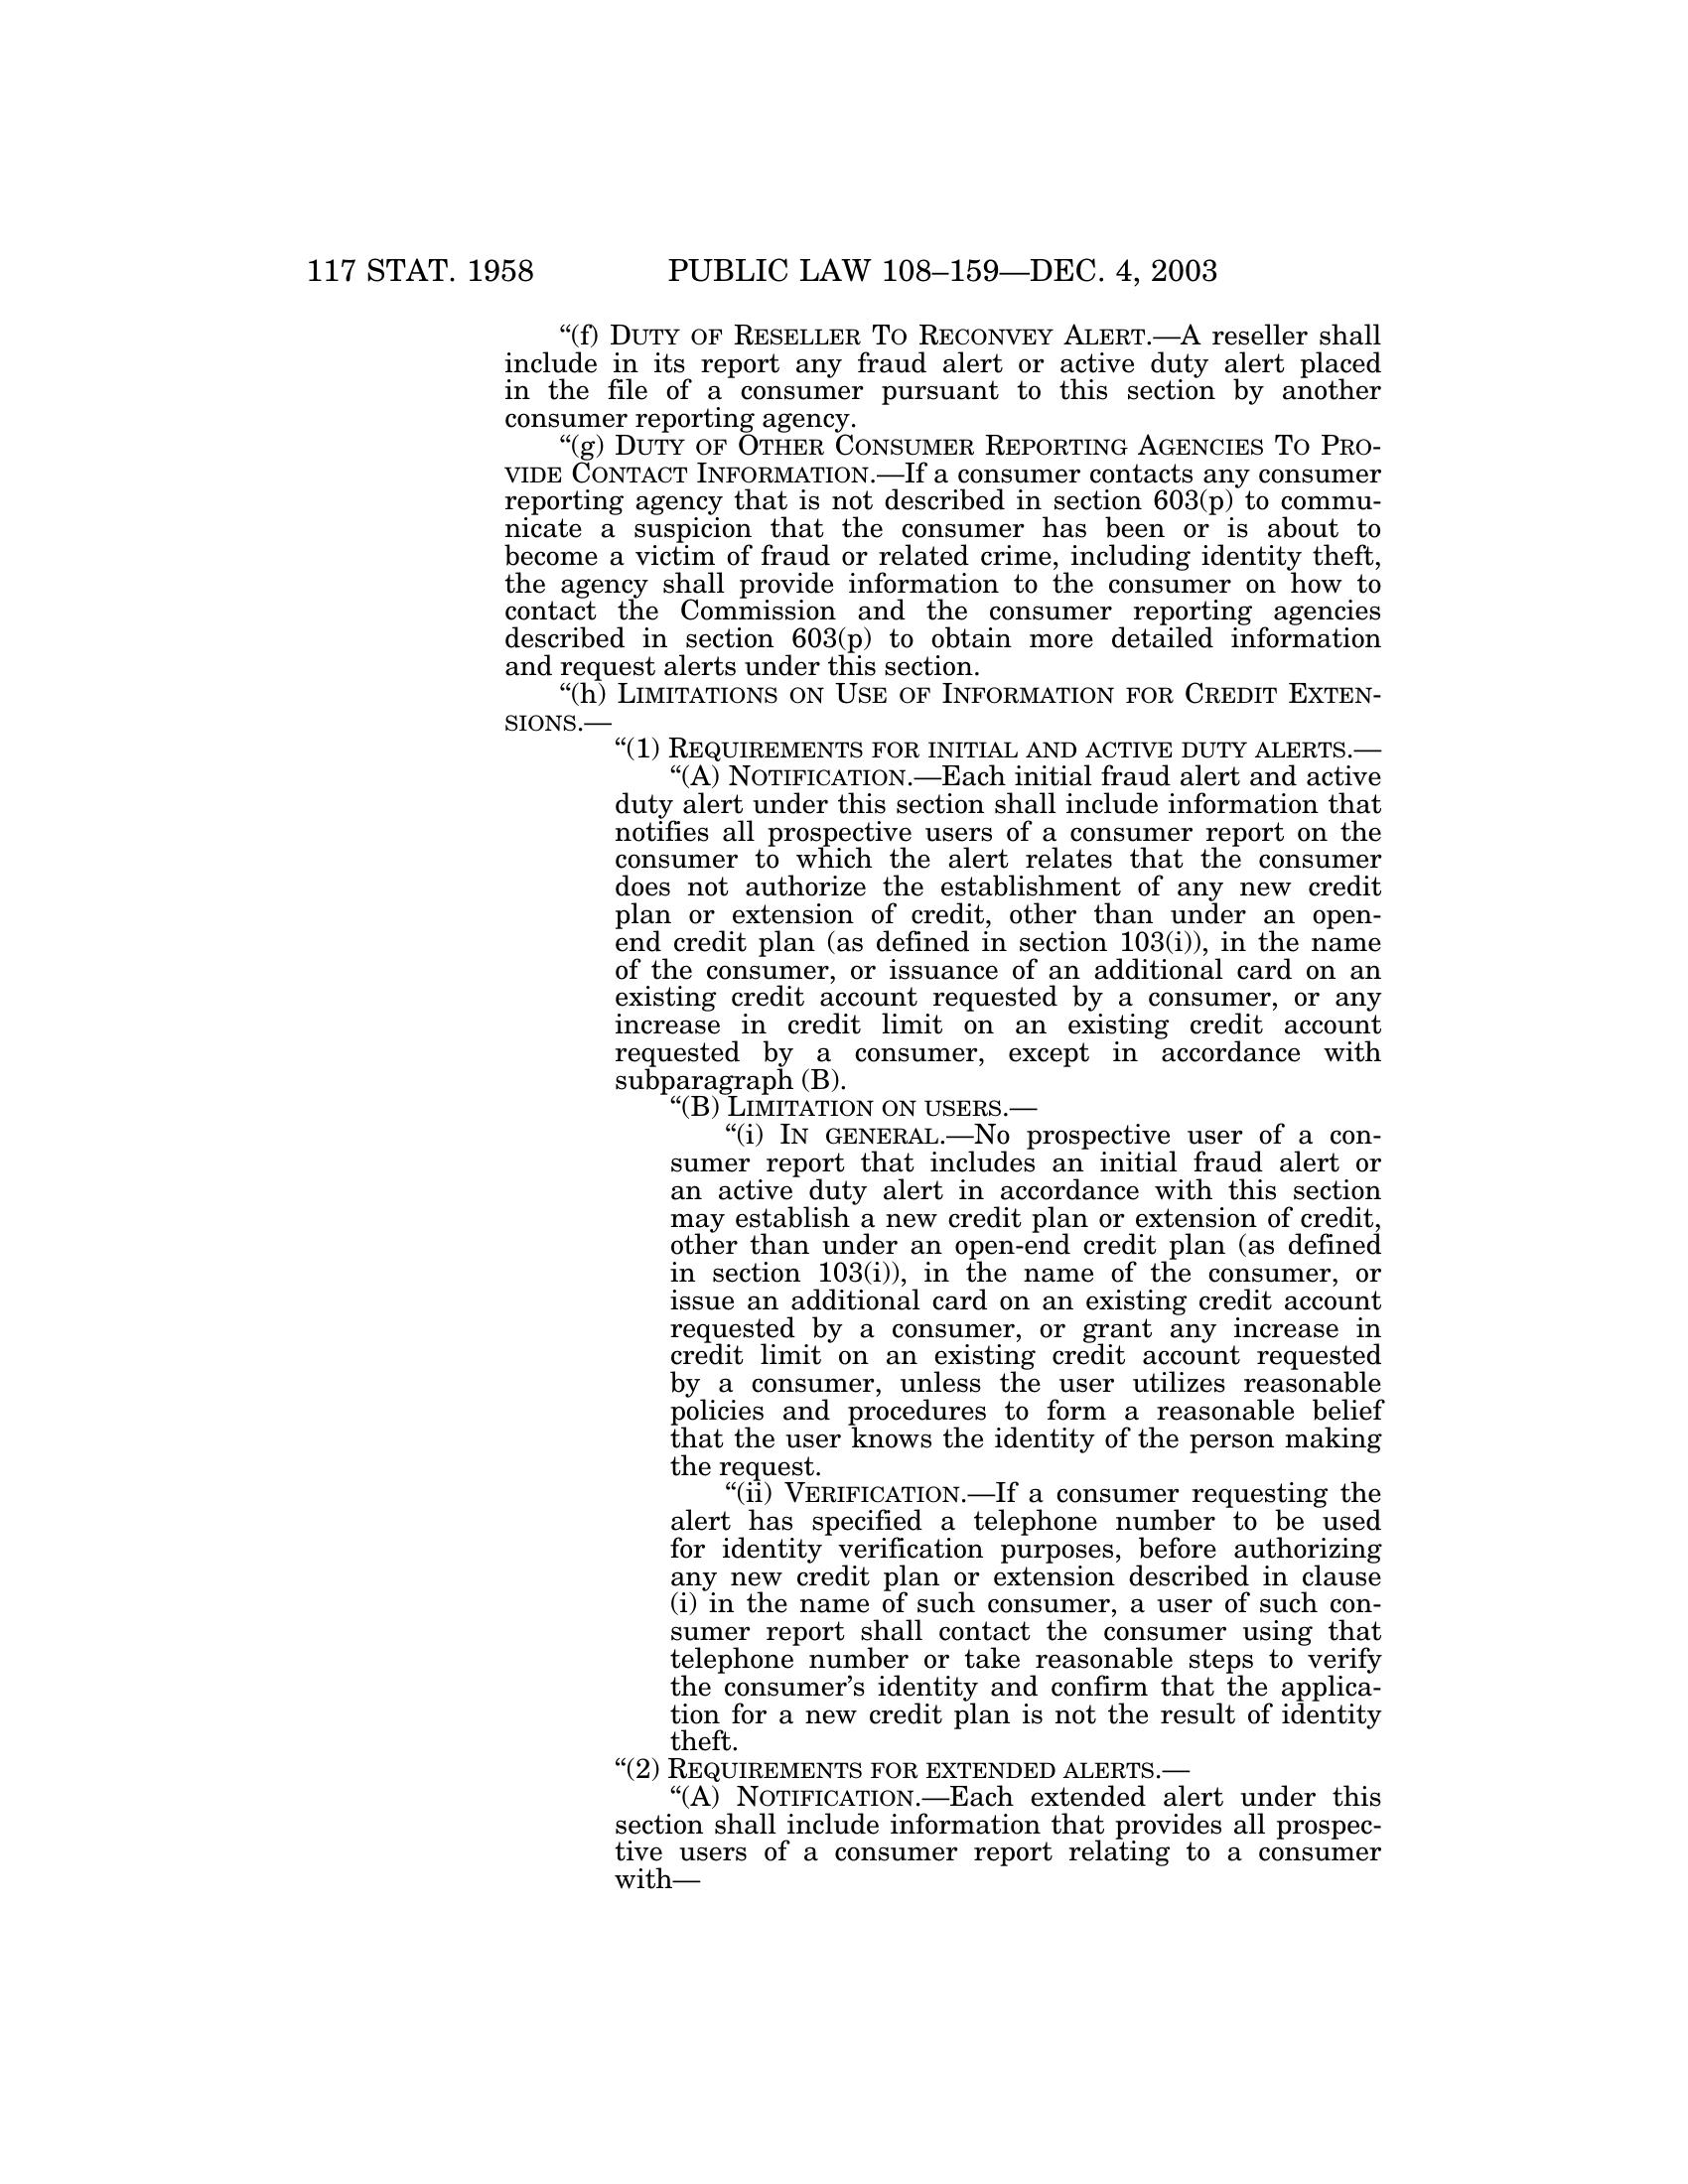 117 STAT. 1958 PUBLIC LAW 108–159—DEC. 4, 2003
“(f) DUTY OF RESELLER TO RECONVEY ALERT.—A reseller shall
include in its report any fraud alert or active duty alert placed
in the file of a consumer pursuant to this section by another
consumer reporting agency.
“(g) DUTY OF OTHER CONSUMER REPORTING AGENCIES TO PRO-
VIDE CONTACT INFORMATION.—If a consumer contacts any consumer
reporting agency that is not described in section 603(p) to commu-
nicate a suspicion that the consumer has been or is about to
become a victim of fraud or related crime, including identity theft,
the agency shall provide information to the consumer on how to
contact the Commission and the consumer reporting agencies
described in section 603(p) to obtain more detailed information
and request alerts under this section.
“(h) LIMITATIONS ON USE OF INFORMATION FOR CREDIT EXTEN-
SIONS.—
“(1) REQUIREMENTS FOR INITIAL AND ACTIVE DUTY ALERTS.—
“(A) NOTIFICATION.—Each initial fraud alert and active
duty alert under this section shall include information that
notifies all prospective users of a consumer report on the
consumer to which the alert relates that the consumer
does not authorize the establishment of any new credit
plan or extension of credit, other than under an open-
end credit plan (as defined in section 103(i)), in the name
of the consumer, or issuance of an additional card on an
existing credit account requested by a consumer, or any
increase in credit limit on an existing credit account
requested by a consumer, except in accordance with
subparagraph (B).
“(B) LIMITATION ON USERS.—
“(i) IN GENERAL.—No prospective user of a con-
sumer report that includes an initial fraud alert or
an active duty alert in accordance with this section
may establish a new credit plan or extension of credit,
other than under an open-end credit plan (as defined
in section 103(i)), in the name of the consumer, or
issue an additional card on an existing credit account
requested by a consumer, or grant any increase in
credit limit on an existing credit account requested
by a consumer, unless the user utilizes reasonable
policies and procedures to form a reasonable belief
that the user knows the identity of the person making
the request.
“(ii) VERIFICATION.—If a consumer requesting the
alert has specified a telephone number to be used
for identity verification purposes, before authorizing
any new credit plan or extension described in clause
(i) in the name of such consumer, a user of such con-
sumer report shall contact the consumer using that
telephone number or take reasonable steps to verify
the consumer’s identity and confirm that the applica-
tion for a new credit plan is not the result of identity
theft.
“(2) REQUIREMENTS FOR EXTENDED ALERTS.—
“(A) NOTIFICATION.—Each extended alert under this
section shall include information that provides all prospec-
tive users of a consumer report relating to a consumer
with—